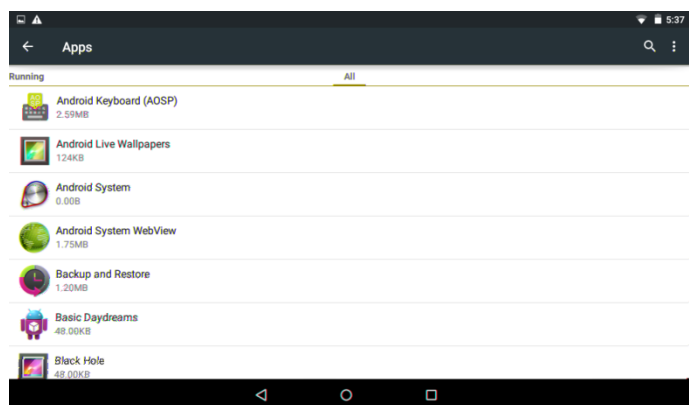 5:37
Apps
Running
All
Android Keyboard (AOSP)
2.59MB
Android Live Wallpapers
124KB
Android System
0.00B
Android System WebView
1.75MB
Backup and Restore
1.20MB
Basic Daydreams
48.00KB
Black Hole
48.00KB